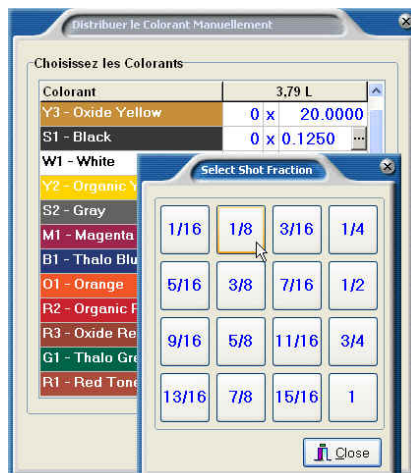 Distribuer le Colorant Manuellement
Choisissez les Colorants
Colorant 3,79 L
Y3 - Oxide Yellow 0 x 20.0000
S1 - Black 0 x 0.1250 ...
W1 - White
Y2 - Organic Y
S2 - Gray
M1 - Magenta
B1 - Thalo Blu
O1 - Orange
R2 - Organic R
R3 - Oxide Re
G1 - Thalo Gre
R1 - Red Tone
Select Shot Fraction
1/16 1/8 3/16 1/4
5/16 3/8 7/16 1/2
9/16 5/8 11/16 3/4
13/16 7/8 15/16 1
Close